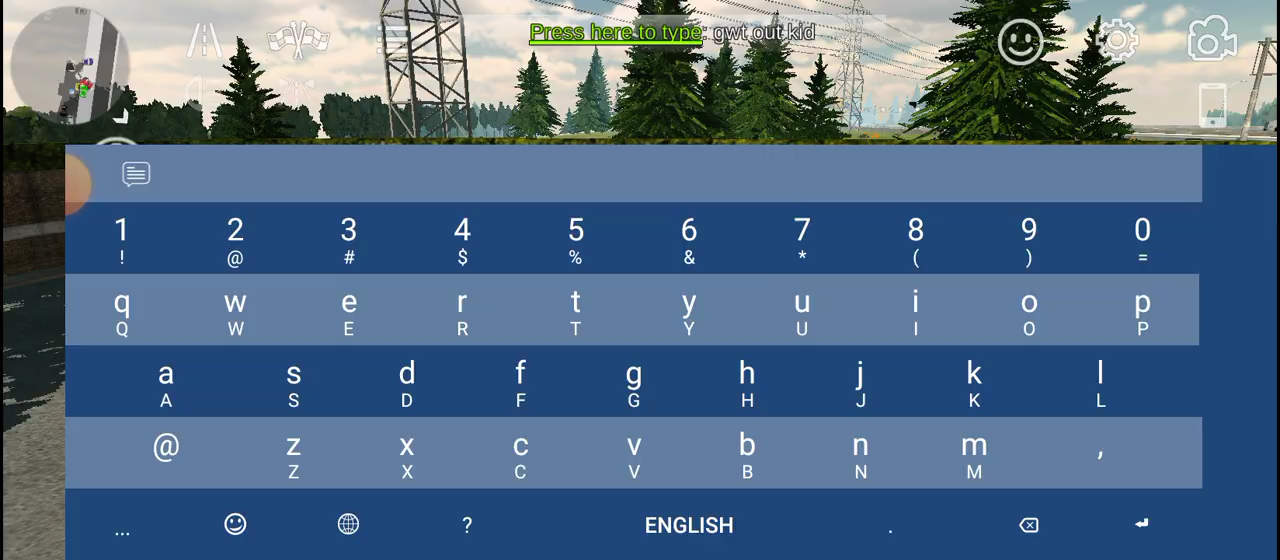 Press here to type: gwt out kid
1 2 3 4 5 6 7 8 9 0
! @ # $ % & * ( ) =
q w e r t y u i o p
Q W E R T Y U I O P
a s d f g h j k l
A S D F G H J K L
@ z x c v b n m ,
Z X C V B N M
... ? ENGLISH .